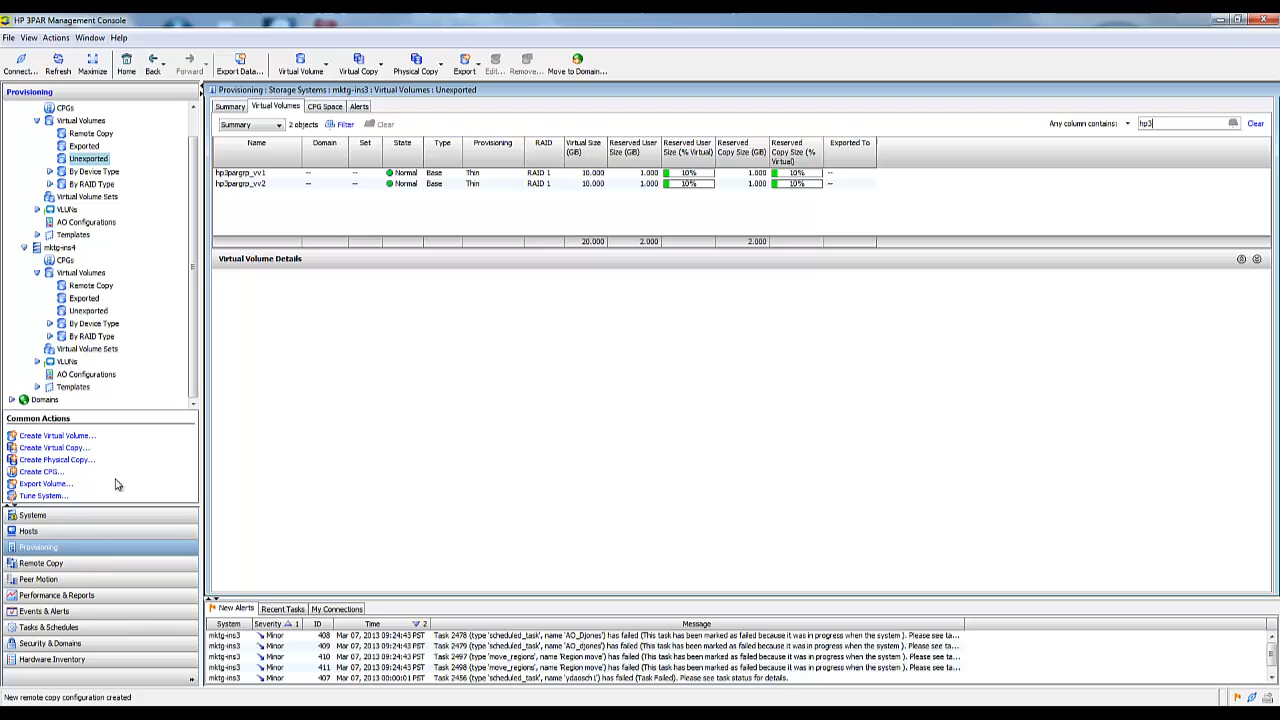 HP 3PAR Management Console
File View Actions Window Help
Connect... Refresh Maximize Home Back Forward Export Data... Virtual Volume Virtual Copy Physical Copy Export Edit... Remove... Move to Domain...
Provisioning
CPGs
Virtual Volumes
Remote Copy
Exported
Unexported
By Device Type
By RAID Type
Virtual Volume Sets
VLUNs
AO Configurations
Templates
mktg-ins4
CPGs
Virtual Volumes
Remote Copy
Exported
Unexported
By Device Type
By RAID Type
Virtual Volume Sets
VLUNs
AO Configurations
Templates
Domains
Common Actions
Create Virtual Volume...
Create Virtual Copy...
Create Physical Copy...
Create CPG...
Export Volume...
Tune System...
Systems
Hosts
Provisioning
Remote Copy
Peer Motion
Performance & Reports
Events & Alerts
Tasks & Schedules
Security & Domains
Hardware Inventory
Provisioning : Storage Systems : mktg-ins3 : Virtual Volumes : Unexported
Summary Virtual Volumes CPG Space Alerts
Summary 2 objects Filter Clear Any column contains: hp3 Clear
Name Domain Set State Type Provisioning RAID Virtual Size (GiB) Reserved User Size (GiB) Reserved User Size (% Virtual) Reserved Copy Size (GiB) Reserved Copy Size (% Virtual) Exported To
hp3pargrp_vv1 -- -- Normal Base Thin RAID 1 10.000 1.000 10% 1.000 10% --
hp3pargrp_vv2 -- -- Normal Base Thin RAID 1 10.000 1.000 10% 1.000 10% --
20.000 2.000 2.000
Virtual Volume Details
New Alerts Recent Tasks My Connections
System Severity 1 ID Time 2 Message
mktg-ins3 Minor 408 Mar 07, 2013 09:24:43 PST Task 2478 (type 'scheduled_task', name 'AO_Djones') has failed (This task has been marked as failed because it was in progress when the system ). Please see ta...
mktg-ins3 Minor 409 Mar 07, 2013 09:24:43 PST Task 2479 (type 'scheduled_task', name 'AO_Djones') has failed (This task has been marked as failed because it was in progress when the system ). Please see ta...
mktg-ins3 Minor 410 Mar 07, 2013 09:24:43 PST Task 2497 (type 'move_regions', name 'Region move') has failed (This task has been marked as failed because it was in progress when the system ). Please see ta...
mktg-ins3 Minor 411 Mar 07, 2013 09:24:43 PST Task 2498 (type 'move_regions', name 'Region move') has failed (This task has been marked as failed because it was in progress when the system ). Please see ta...
mktg-ins3 Minor 407 Mar 07, 2013 00:00:01 PST Task 2456 (type 'scheduled_task', name 'ydaosch1') has failed (Task Failed). Please see task status for details.
New remote copy configuration created